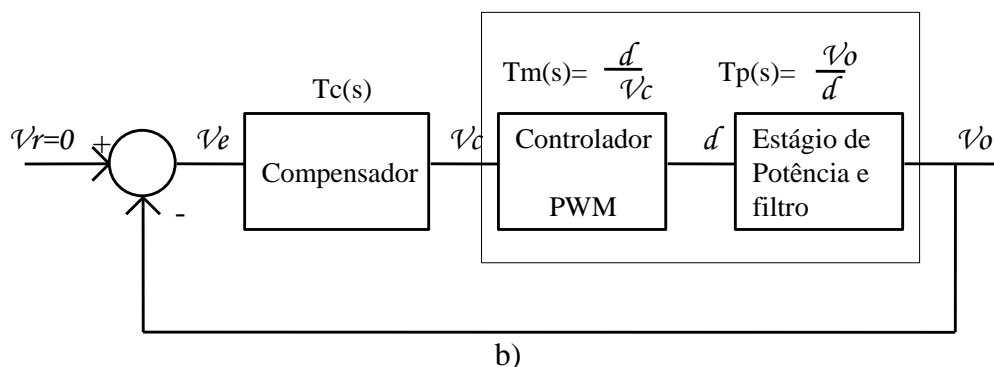 Tm(s)= d/Vc
Tp(s)= Vo/d
Tc(s)
Vr=0
+
-
Ve
Compensador
Vc
Controlador
PWM
d
Estágio de
Potência e
filtro
Vo
b)